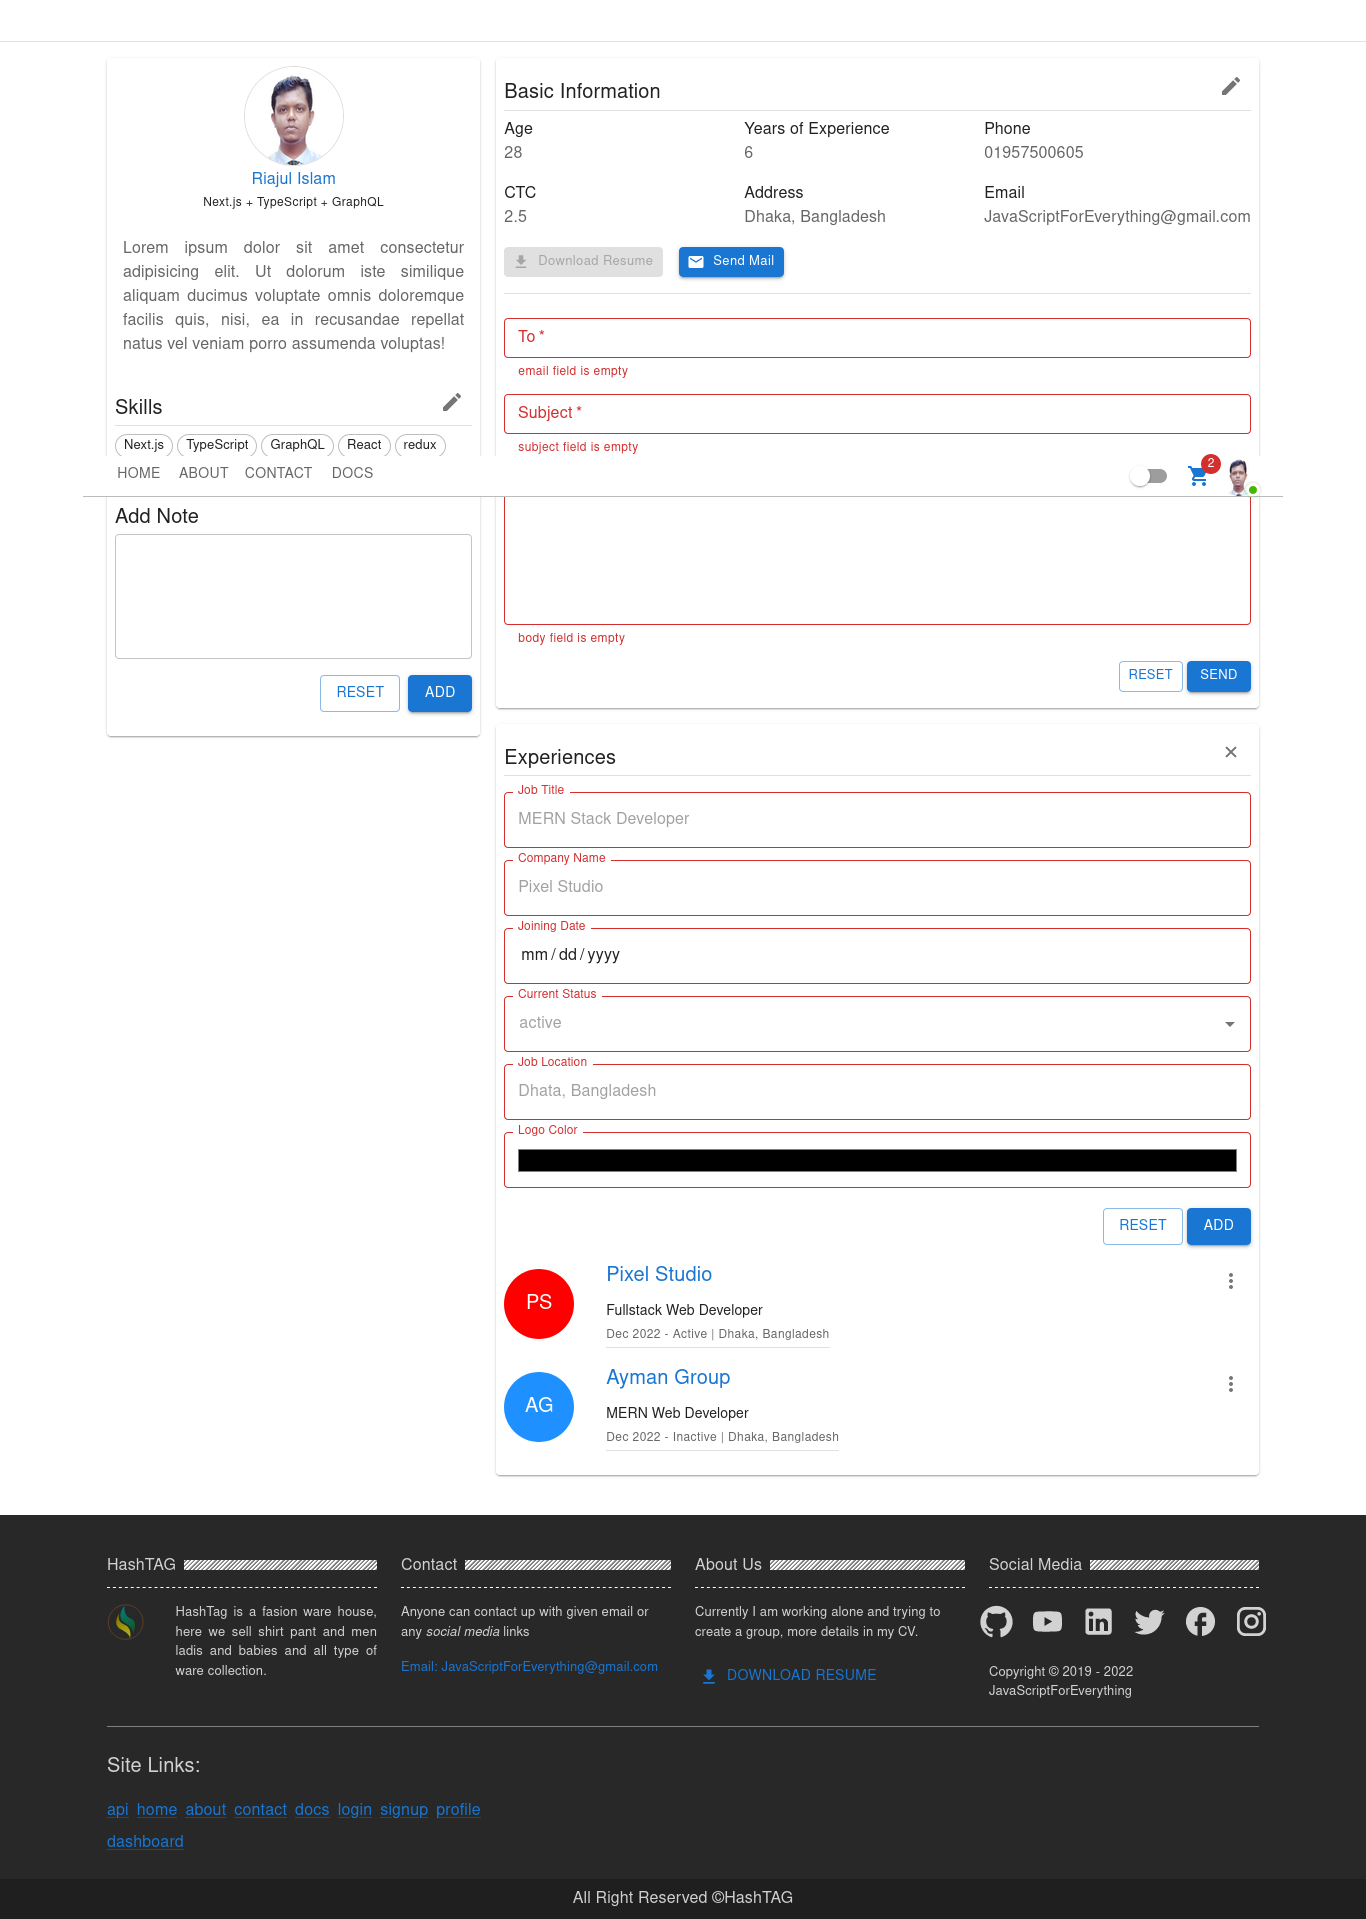 Riajul Islam
Next.js + TypeScript + GraphQL
Lorem ipsum dolor sit amet consectetur
adipisicing elit. Ut dolorum iste similique
aliquam ducimus voluptate omnis doloremque
facilis quis, nisi, ea in recusandae repellat
natus vel veniam porro assumenda voluptas!
Skills
Next.js TypeScript GraphQL React redux
HOME ABOUT CONTACT DOCS
2
Add Note
RESET ADD
Basic Information
Age
28
Years of Experience
6
Phone
01957500605
CTC
2.5
Address
Dhaka, Bangladesh
Email
JavaScriptForEverything@gmail.com
Download Resume Send Mail
To *
email field is empty
Subject *
subject field is empty
body field is empty
RESET SEND
Experiences
Job Title
MERN Stack Developer
Company Name
Pixel Studio
Joining Date
mm / dd / yyyy
Current Status
active
Job Location
Dhata, Bangladesh
Logo Color
RESET ADD
PS
Pixel Studio
Fullstack Web Developer
Dec 2022 - Active | Dhaka, Bangladesh
AG
Ayman Group
MERN Web Developer
Dec 2022 - Inactive | Dhaka, Bangladesh
HashTAG
HashTag is a fasion ware house,
here we sell shirt pant and men
ladis and babies and all type of
ware collection.
Contact
Anyone can contact up with given email or
any social media links
Email: JavaScriptForEverything@gmail.com
About Us
Currently I am working alone and trying to
create a group, more details in my CV.
DOWNLOAD RESUME
Social Media
Copyright © 2019 - 2022
JavaScriptForEverything
Site Links:
api home about contact docs login signup profile
dashboard
All Right Reserved ©HashTAG